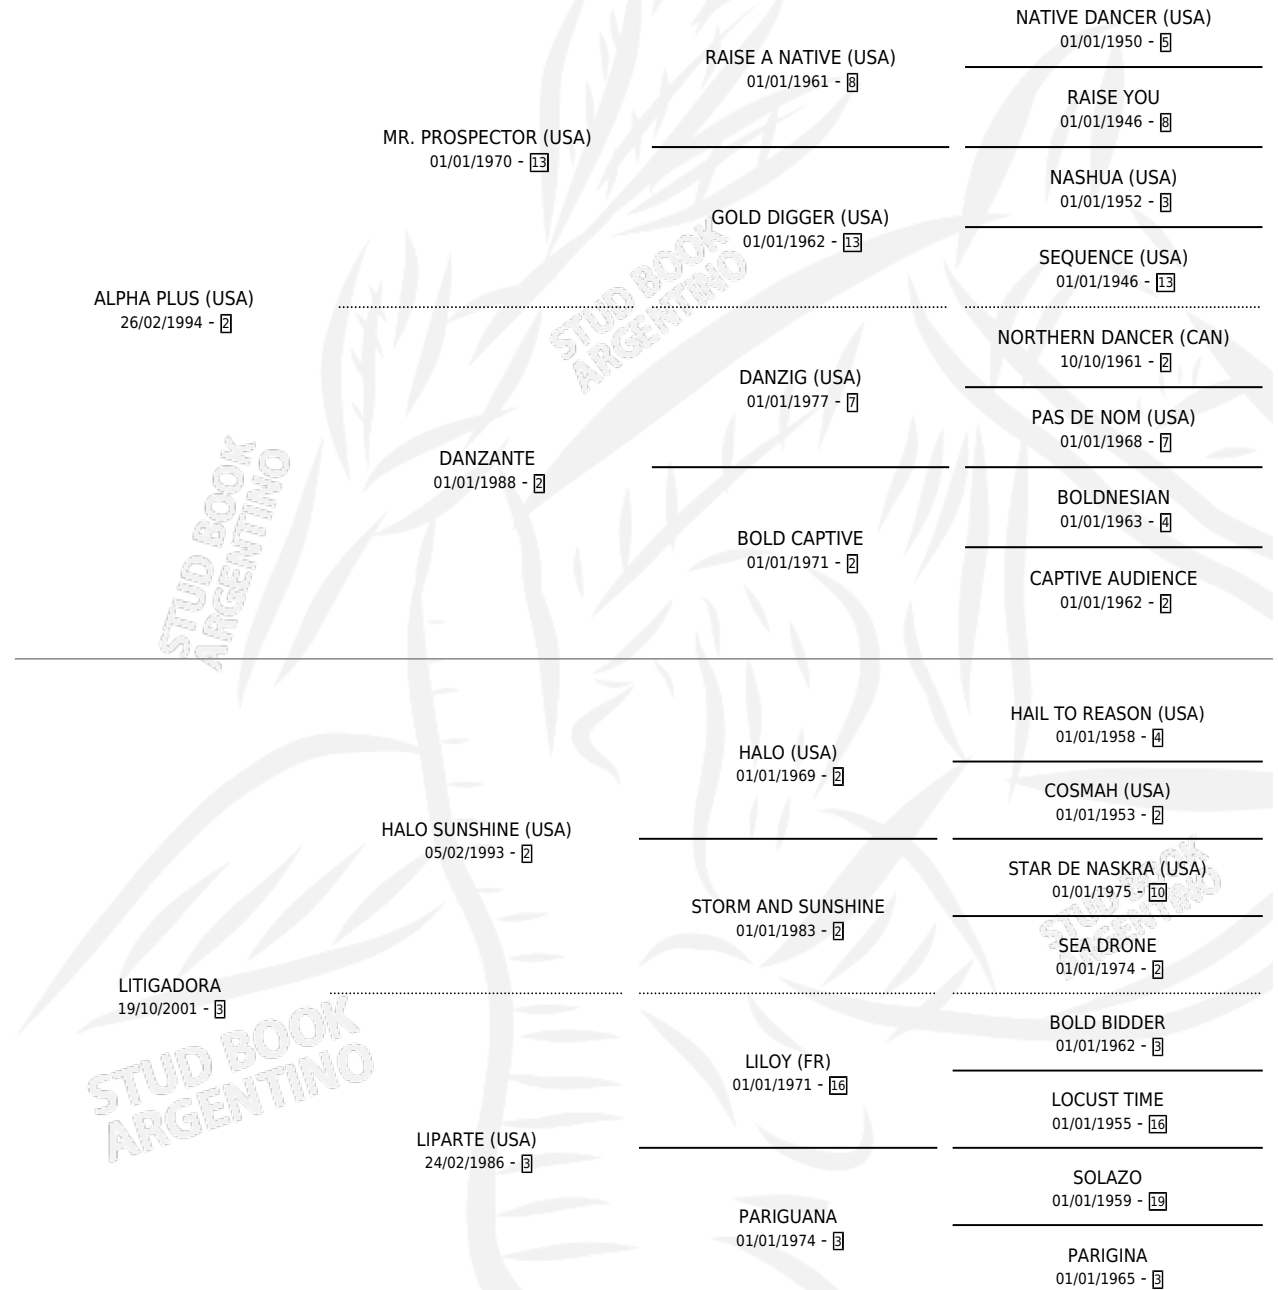 NATIVE DANCER (USA)
01/01/1950 - 5
RAISE A NATIVE (USA)
01/01/1961 - 8
RAISE YOU
01/01/1946 - 8
MR. PROSPECTOR (USA)
01/01/1970 - 13
NASHUA (USA)
01/01/1952 - 3
GOLD DIGGER (USA)
01/01/1962 - 13
SEQUENCE (USA)
01/01/1946 - 13
ALPHA PLUS (USA)
26/02/1994 - 2
NORTHERN DANCER (CAN)
10/10/1961 - 2
DANZIG (USA)
01/01/1977 - 7
PAS DE NOM (USA)
01/01/1968 - 7
DANZANTE
01/01/1988 - 2
BOLDNESIAN
01/01/1963 - 4
BOLD CAPTIVE
01/01/1971 - 2
CAPTIVE AUDIENCE
01/01/1962 - 2
HAIL TO REASON (USA)
01/01/1958 - 4
HALO (USA)
01/01/1969 - 2
COSMAH (USA)
01/01/1953 - 2
HALO SUNSHINE (USA)
05/02/1993 - 2
STAR DE NASKRA (USA)
01/01/1975 - 10
STORM AND SUNSHINE
01/01/1983 - 2
SEA DRONE
01/01/1974 - 2
LITIGADORA
19/10/2001 - 3
BOLD BIDDER
01/01/1962 - 3
LILOY (FR)
01/01/1971 - 16
LOCUST TIME
01/01/1955 - 16
LIPARTE (USA)
24/02/1986 - 3
SOLAZO
01/01/1959 - 19
PARIGUANA
01/01/1974 - 3
PARIGINA
01/01/1965 - 3
STUD BOOK
ARGENTINO
STUD BOOK
ARGENTINO
STUD BOOK
ARGENTINO
STUD BOOK
ARGENTINO